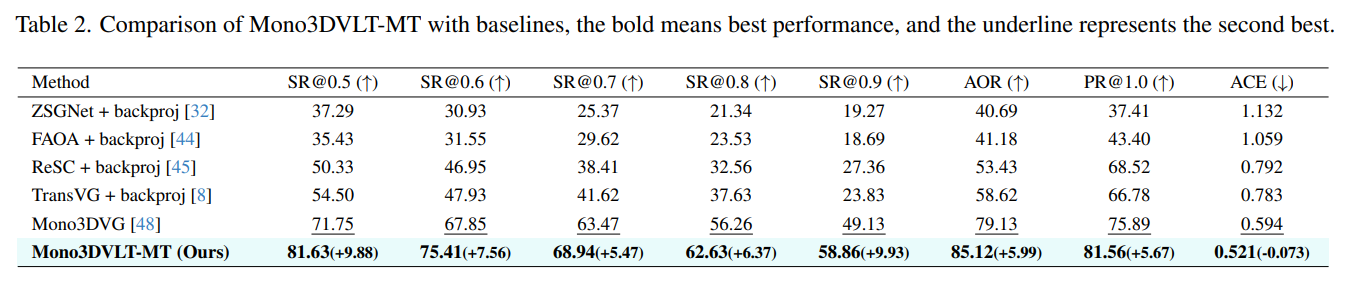 Table 2. Comparison of Mono3DVLT-MT with baselines, the bold means best performance, and the underline represents the second best.
Method SR@0.5 (↑) SR@0.6 (↑) SR@0.7 (↑) SR@0.8 (↑) SR@0.9 (↑) AOR (↑) PR@1.0 (↑) ACE (↓)
ZSGNet + backproj [32] 37.29 30.93 25.37 21.34 19.27 40.69 37.41 1.132
FAOA + backproj [44] 35.43 31.55 29.62 23.53 18.69 41.18 43.40 1.059
ReSC + backproj [45] 50.33 46.95 38.41 32.56 27.36 53.43 68.52 0.792
TransVG + backproj [8] 54.50 47.93 41.62 37.63 23.83 58.62 66.78 0.783
Mono3DVG [48] 71.75 67.85 63.47 56.26 49.13 79.13 75.89 0.594
Mono3DVLT-MT (Ours) 81.63(+9.88) 75.41(+7.56) 68.94(+5.47) 62.63(+6.37) 58.86(+9.93) 85.12(+5.99) 81.56(+5.67) 0.521(-0.073)